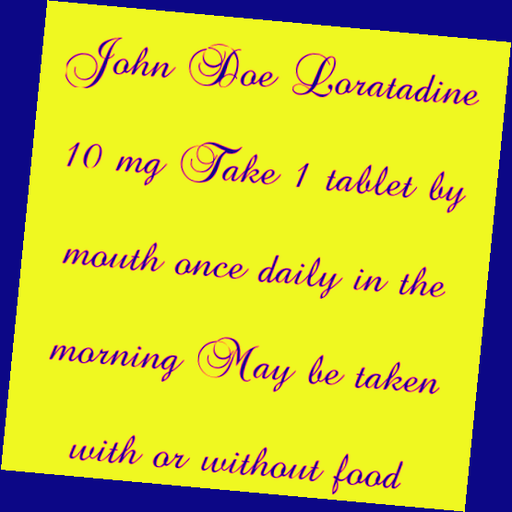 John Doe Loratadine
10 mg Take 1 tablet by
mouth once daily in the
morning May be taken
with or without food